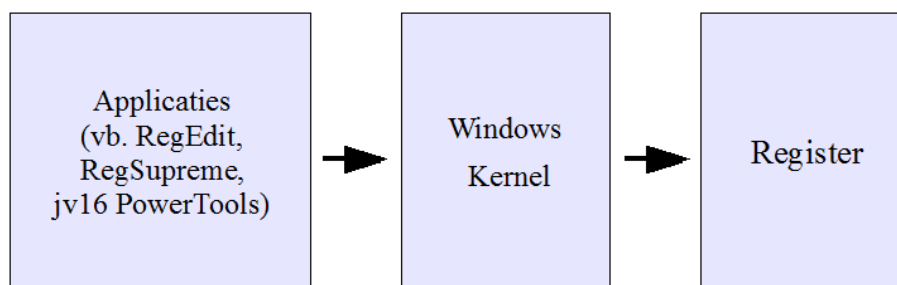 Applicaties
(vb. RegEdit,
RegSupreme,
jv16 PowerTools)
Windows
Kernel
Register